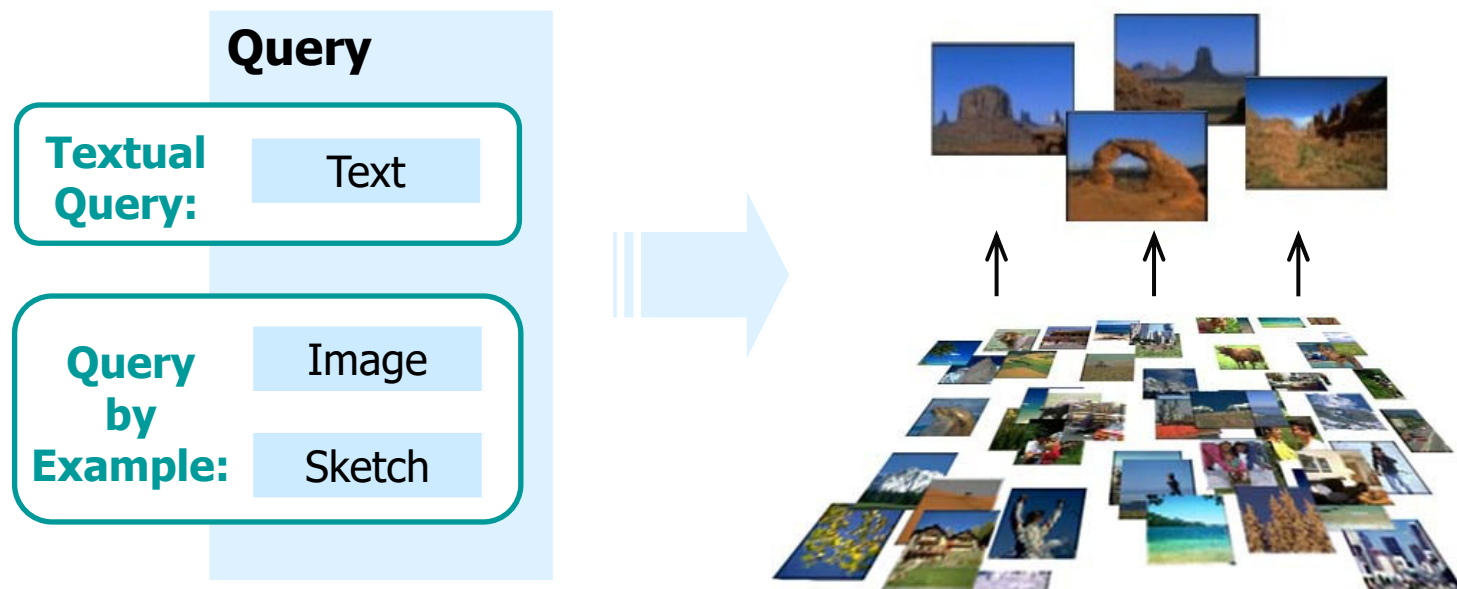 Query
Textual
Query:
Text
Query
by
Example:
Image
Sketch